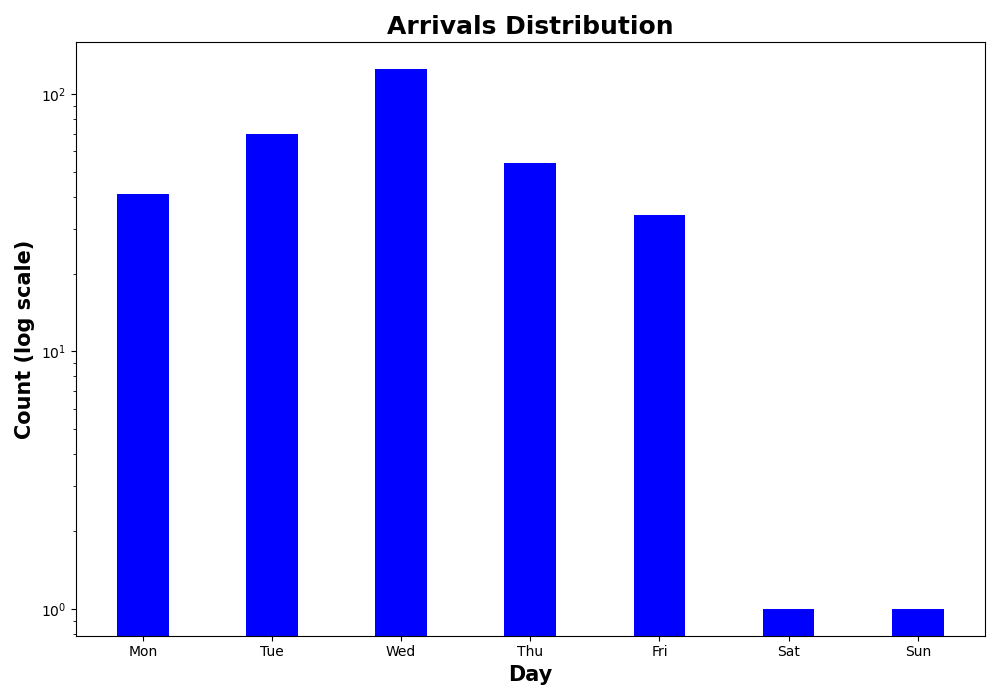 Arrivals Distribution
Count (log scale)
10²
10¹
10⁰
Mon Tue Wed Thu Fri Sat Sun
Day